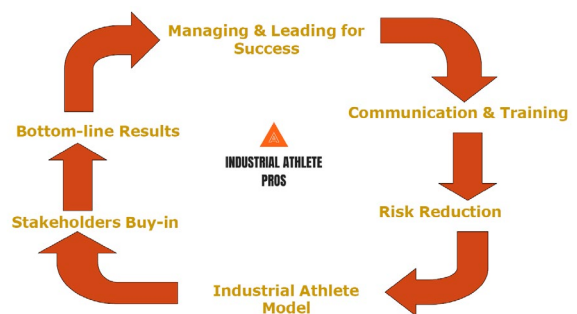 Managing & Leading for
Success
Communication & Training
Risk Reduction
Industrial Athlete
Model
Stakeholders Buy-in
Bottom-line Results
INDUSTRIAL ATHLETE
PROS